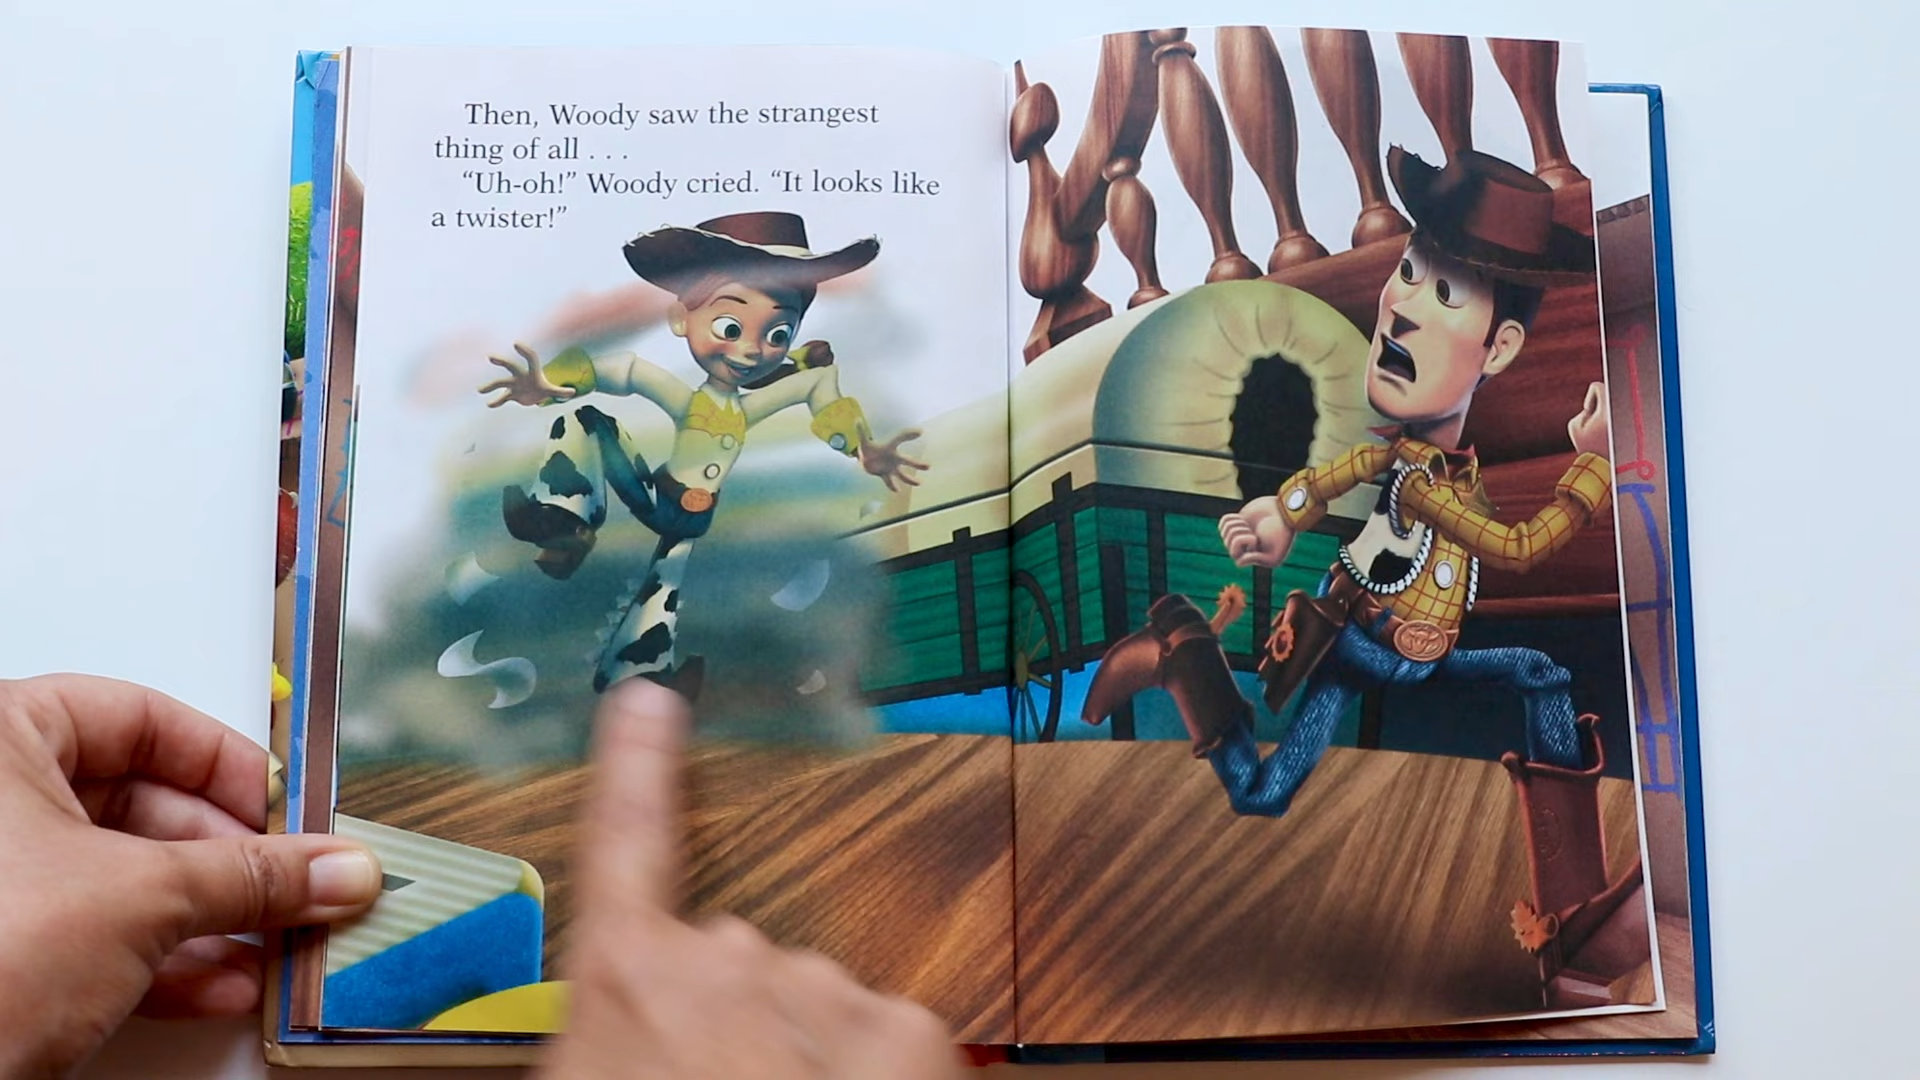 Then, Woody saw the strangest
thing of all . . .
“Uh-oh!” Woody cried. “It looks like
a twister!”